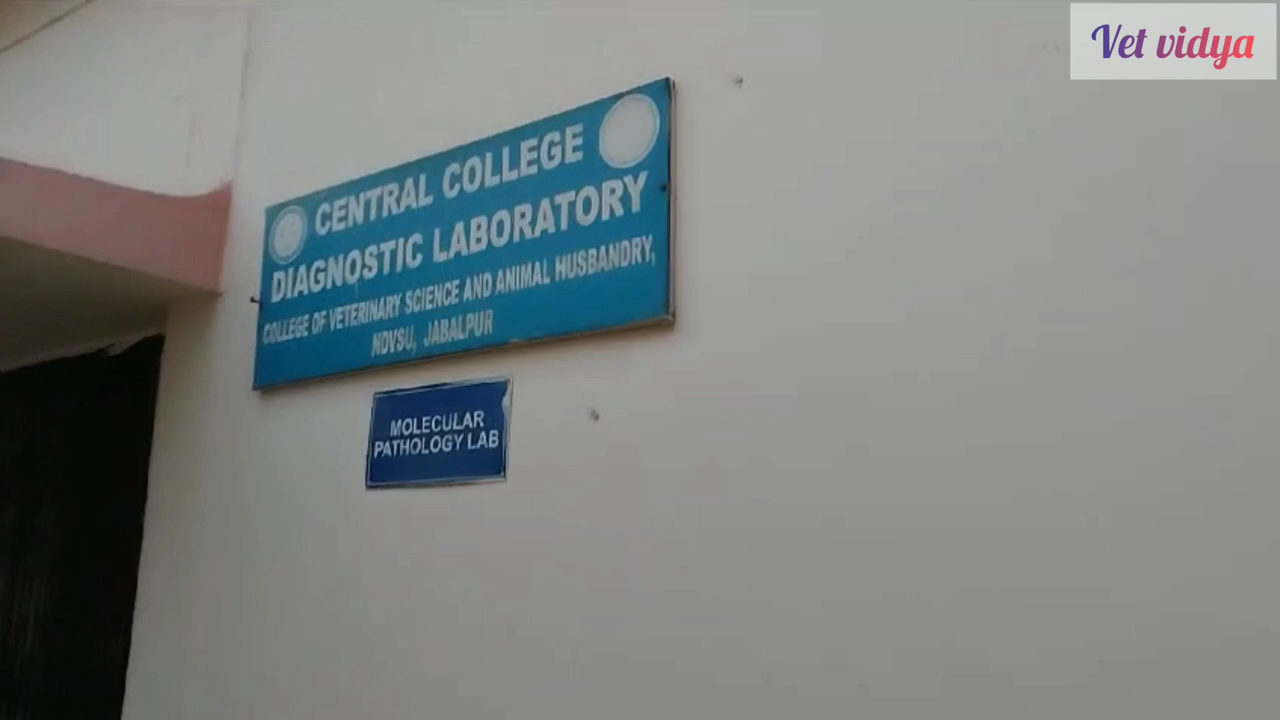 Vet vidya
CENTRAL COLLEGE
DIAGNOSTIC LABORATORY
COLLEGE OF VETERINARY SCIENCE AND ANIMAL HUSBANDRY,
NDVSU, JABALPUR
MOLECULAR
PATHOLOGY LAB